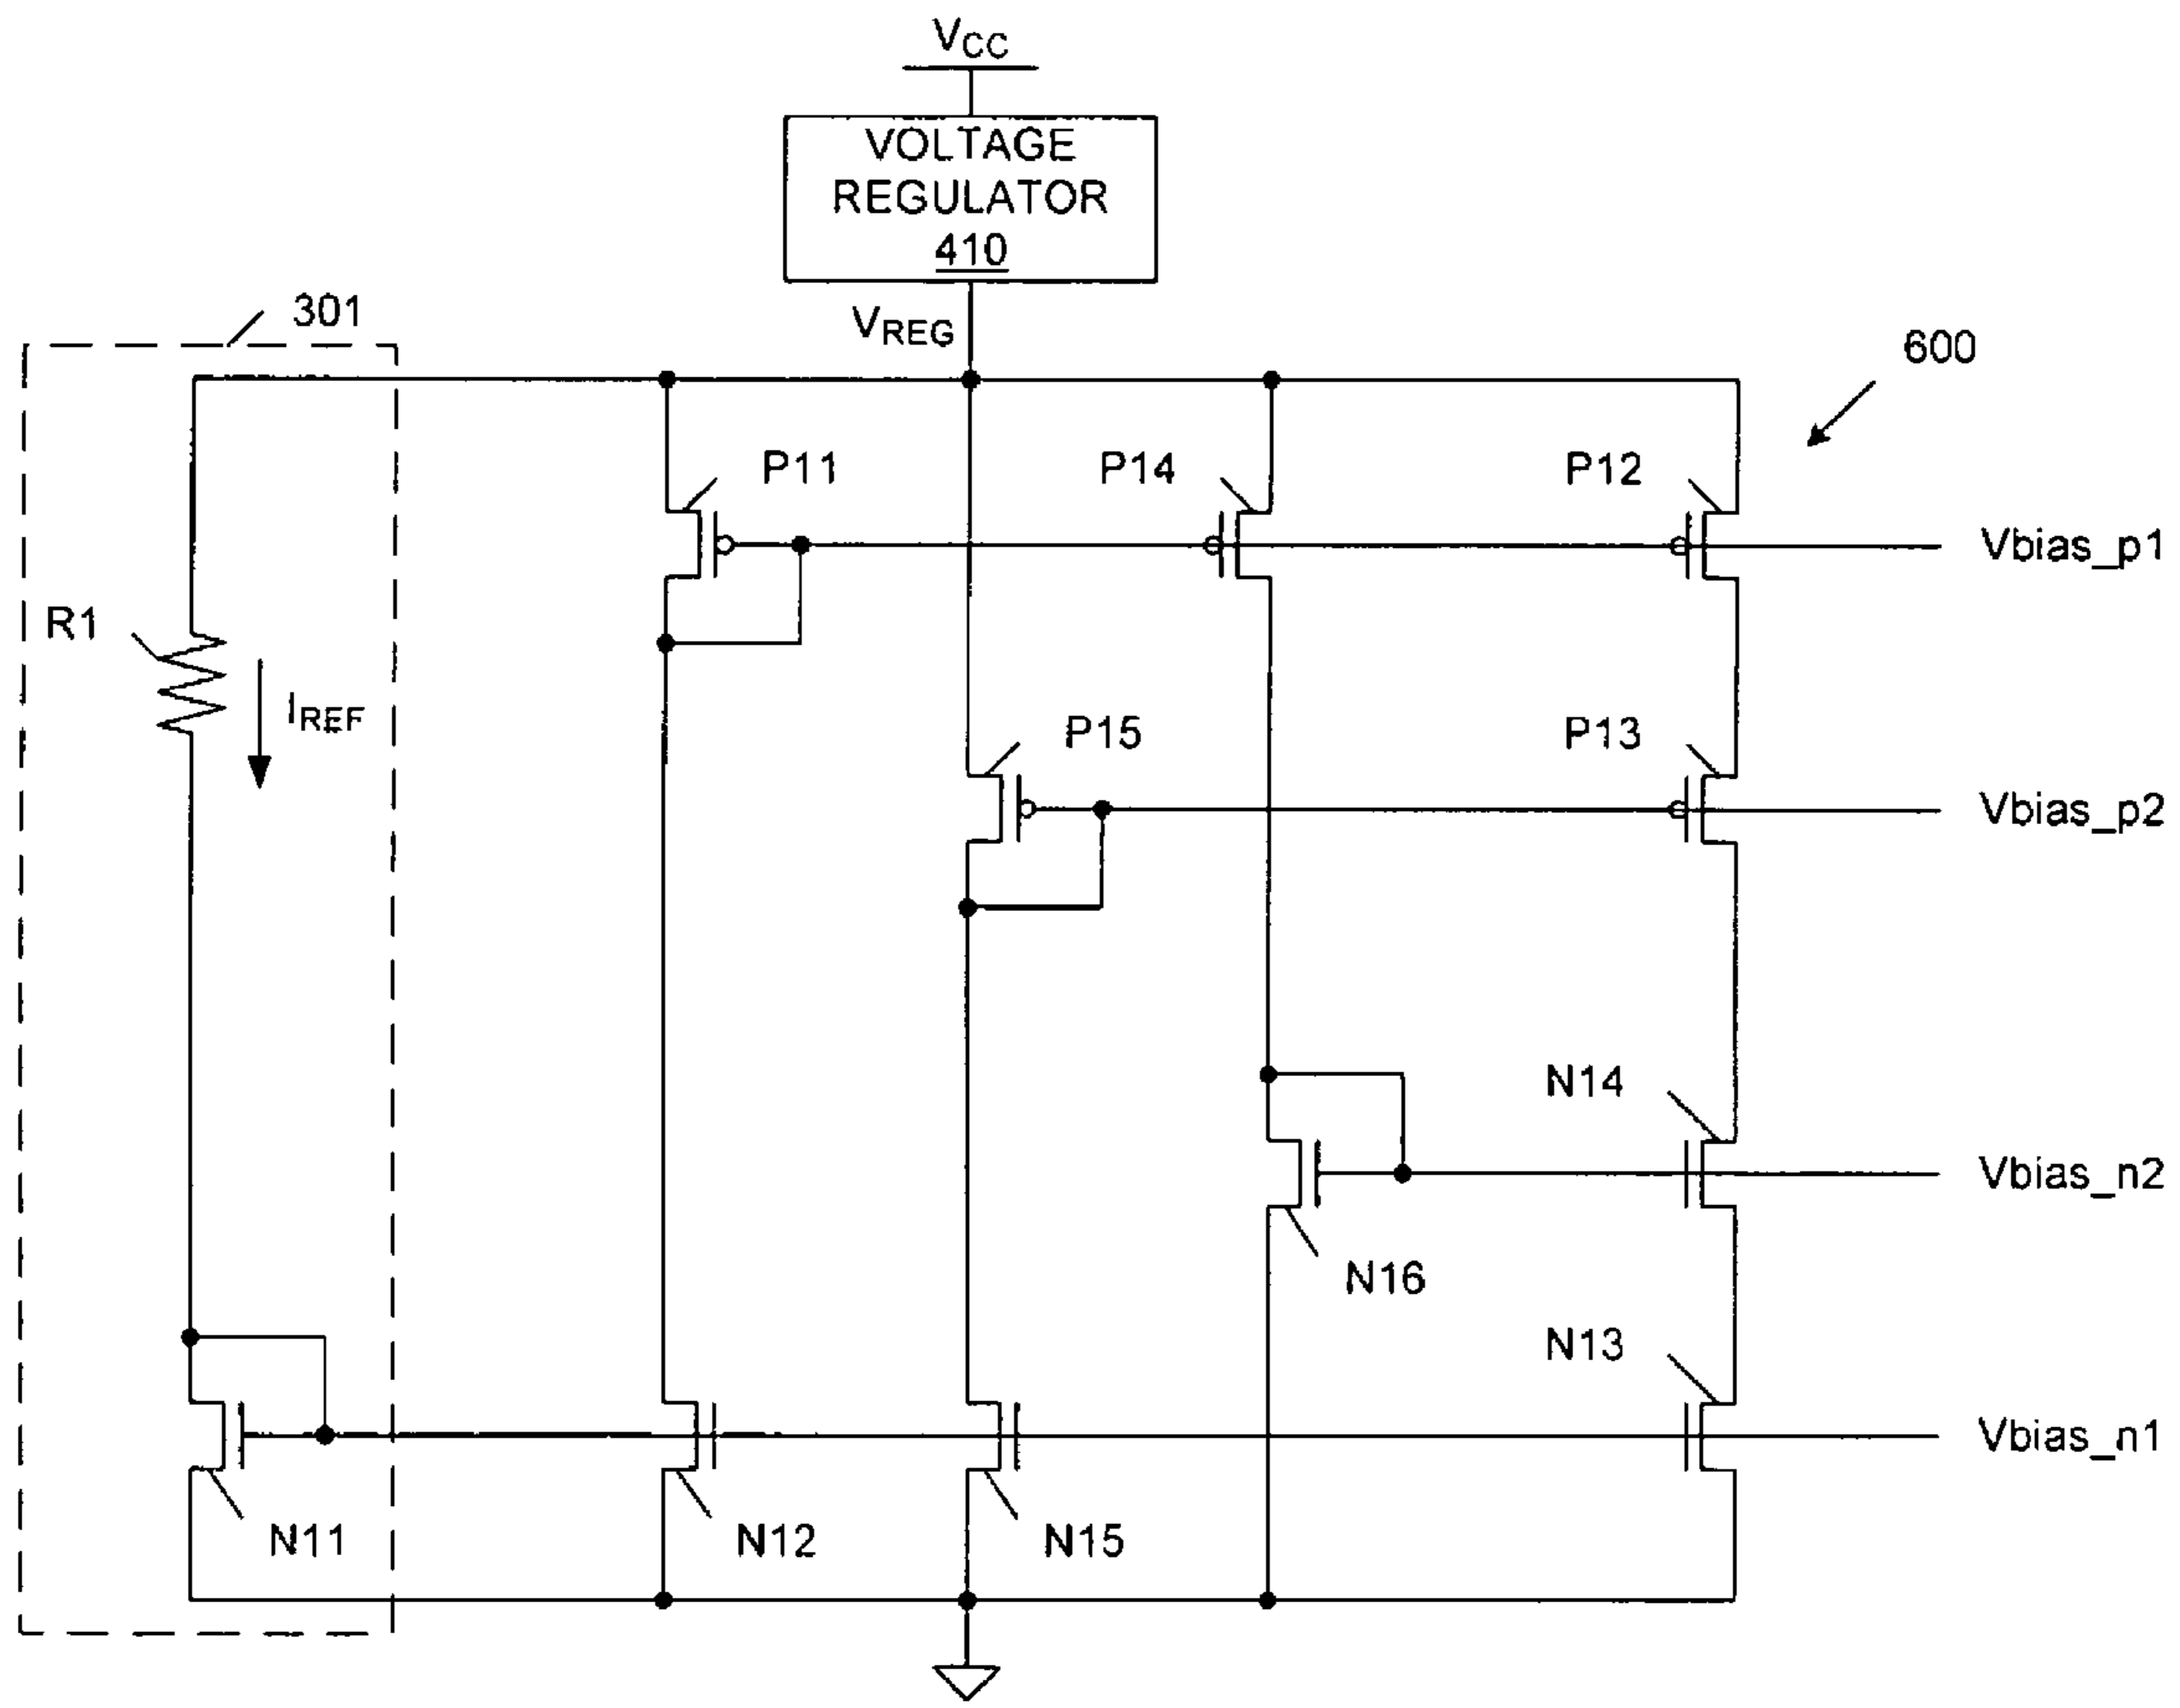 VCC
VOLTAGE
REGULATOR
410
VREG
301
600
P11
P14
P12
Vbias_p1
R1
IREF
P15
P13
Vbias_p2
N14
Vbias_n2
N16
N13
Vbias_n1
N11
N12
N15